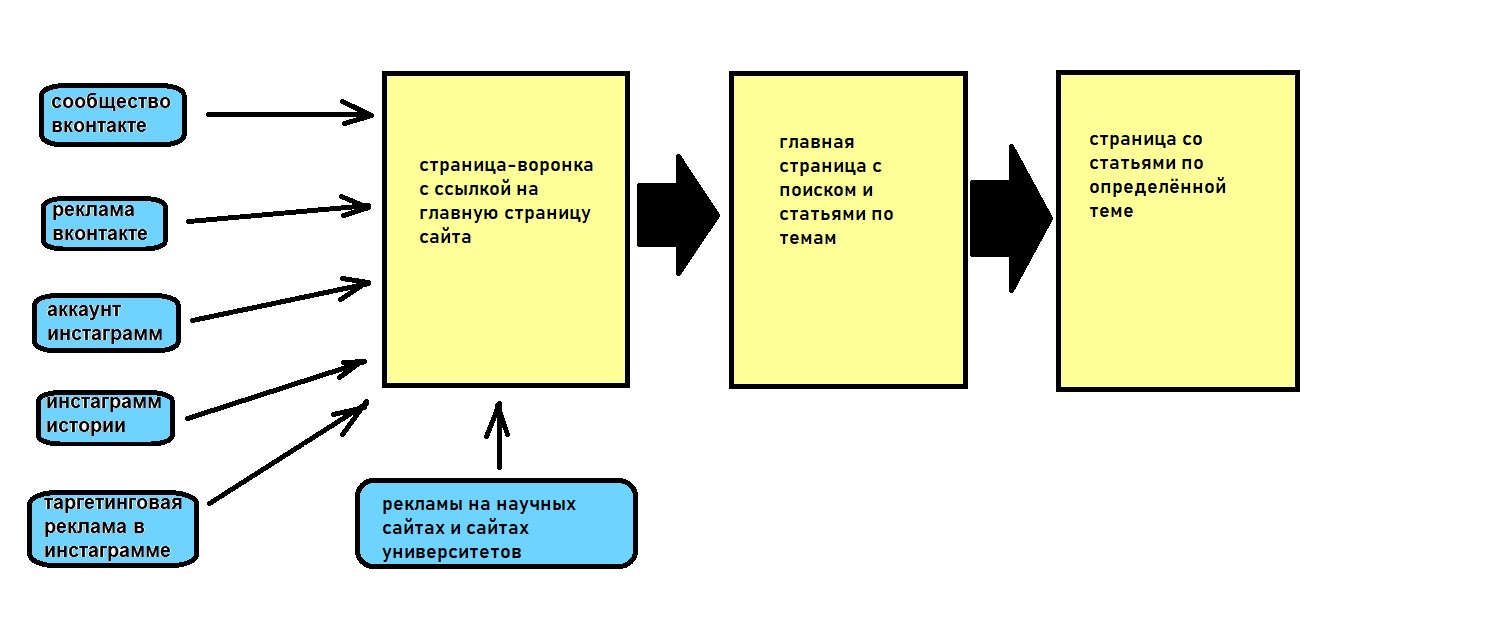 сообщество
вконтакте
реклама
вконтакте
аккаунт
инстаграмм
инстаграмм
истории
таргетинговая
реклама в
инстаграмме
страница-воронка
с ссылкой на
главную страницу
сайта
рекламы на научных
сайтах и сайтах
университетов
главная
страница с
поиском и
статьями по
темам
страница со
статьями по
определённой
теме